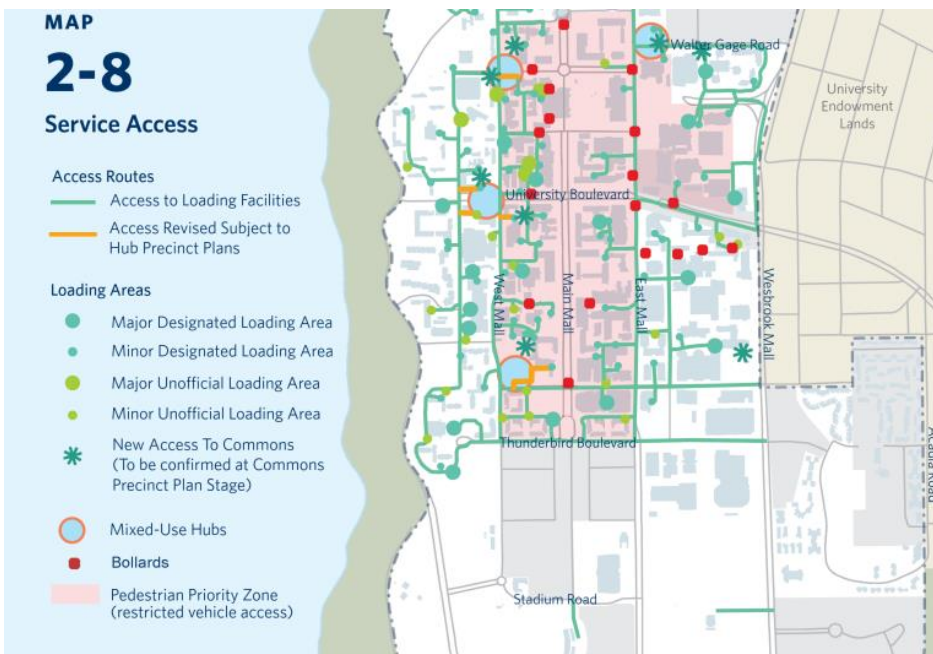 MAP
2-8
Service Access
Access Routes
Access to Loading Facilities
Access Revised Subject to
Hub Precinct Plans
Loading Areas
Major Designated Loading Area
Minor Designated Loading Area
Major Unofficial Loading Area
Minor Unofficial Loading Area
New Access To Commons
(To be confirmed at Commons
Precinct Plan Stage)
Mixed-Use Hubs
Bollards
Pedestrian Priority Zone
(restricted vehicle access)
Walter Gage Road
University
Endowment
Lands
University Boulevard
West Mall
Main Mall
East Mall
Wesbrook Mall
Thunderbird Boulevard
Acadia Road
Stadium Road